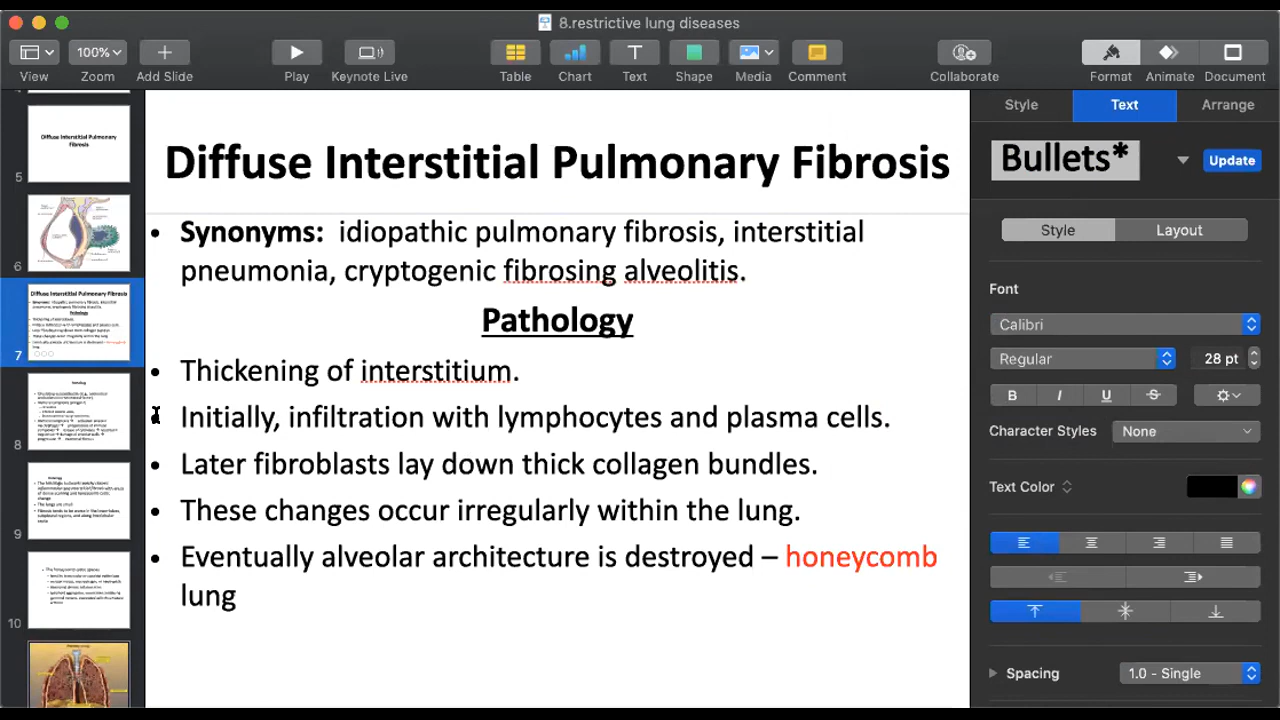 8.restrictive lung diseases
100%
View
Zoom
Add Slide
Play
Keynote Live
Table
Chart
Text
Shape
Media
Comment
Collaborate
Format
Animate
Document
Diffuse Interstitial Pulmonary
fibrosis
5
6
Diffuse Interstitial Pulmonary Fibrosis
Pathology
7
8
9
10
Diffuse Interstitial Pulmonary Fibrosis
• Synonyms: idiopathic pulmonary fibrosis, interstitial
pneumonia, cryptogenic fibrosing alveolitis.
Pathology
• Thickening of interstitium.
Initially, infiltration with lymphocytes and plasma cells.
• Later fibroblasts lay down thick collagen bundles.
• These changes occur irregularly within the lung.
• Eventually alveolar architecture is destroyed – honeycomb
lung
Style
Text
Arrange
Bullets*
Update
Style
Layout
Font
Calibri
Regular
28 pt
B I U S
Character Styles
None
Text Color
Spacing
1.0 - Single